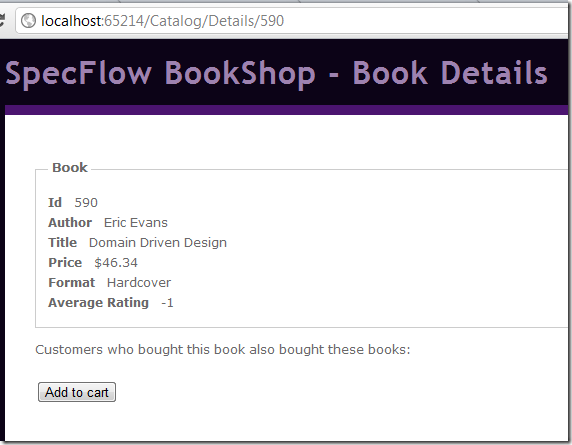 localhost:65214/Catalog/Details/590
SpecFlow BookShop - Book Details
Book
Id 590
Author Eric Evans
Title Domain Driven Design
Price $46.34
Format Hardcover
Average Rating -1
Customers who bought this book also bought these books:
Add to cart